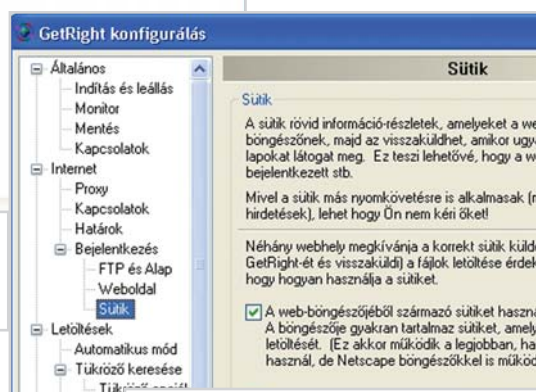 GetRight konfigurálás
Általános
Indítás és leállás
Monitor
Mentés
Kapcsolatok
Internet
Proxy
Kapcsolatok
Határok
Bejelentkezés
FTP és Alap
Weboldal
Sütik
Letöltések
Automatikus mód
Tükröző keresése
Sütik
Sütik
A sütik rövid információ-részletek, amelyeket a we
böngészőnek, majd az visszaküldhet, amikor ugya
lapokat látogat meg. Ez teszi lehetővé, hogy a w
bejelentkezett stb.
Mivel a sütik más nyomkövetésre is alkalmasak (r
hirdetések), lehet hogy Ön nem kéri őket!
Néhány webhely megkívánja a korrekt sütik küld
GetRight-ét és visszaküldi) a fájlok letöltése érdek
hogy hogyan használja a sütiket.
A web-böngészőjéből származó sütiket haszná
A böngészője gyakran tartalmaz sütiket, amely
letöltését. (Ez akkor működik a legjobban, ha
használ, de Netscape böngészőkkel is működ